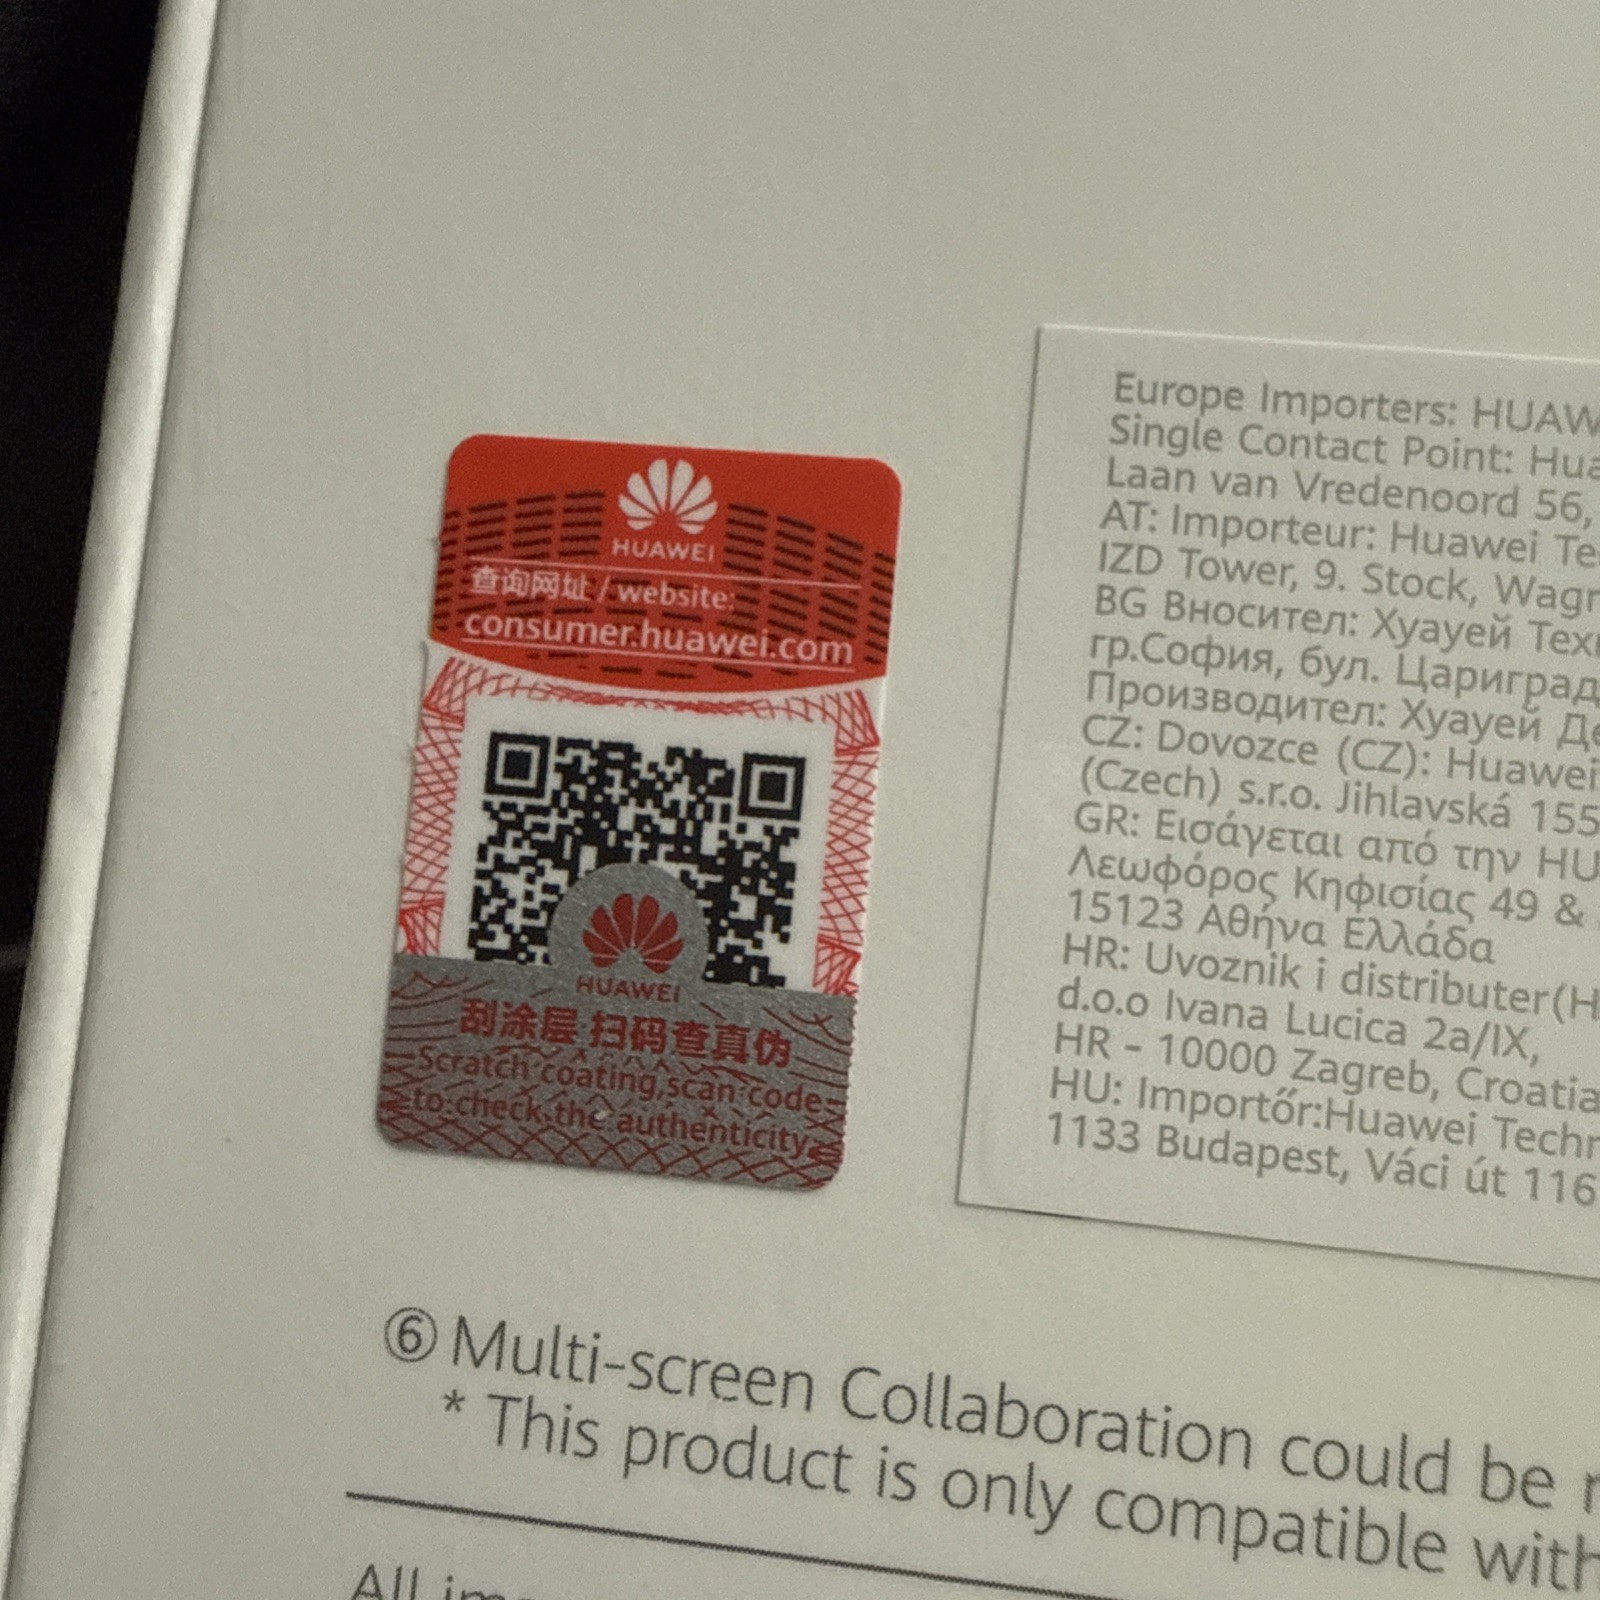 HUAWEI
查询网址 / website:
consumer.huawei.com
HUAWEI
刮涂层 扫码查真伪
Scratch coating,scan code
to check the authenticity
Europe Importers: HUAW
Single Contact Point: Hua
Laan van Vredenoord 56,
AT: Importeur: Huawei Te
IZD Tower, 9. Stock, Wagr
BG Вносител: Хуауей Техн
гр.София, бул. Цариград
Производител: Хуауей Де
CZ: Dovozce (CZ): Huawei
(Czech) s.r.o. Jihlavská 155
GR: Εισάγεται από την HU
Λεωφόρος Κηφισίας 49 &
15123 Αθήνα Ελλάδα
HR: Uvoznik i distributer(H
d.o.o Ivana Lucica 2a/IX,
HR - 10000 Zagreb, Croatia
HU: Importőr:Huawei Techn
1133 Budapest, Váci út 116
⑥ Multi-screen Collaboration could be
* This product is only compatible with
All